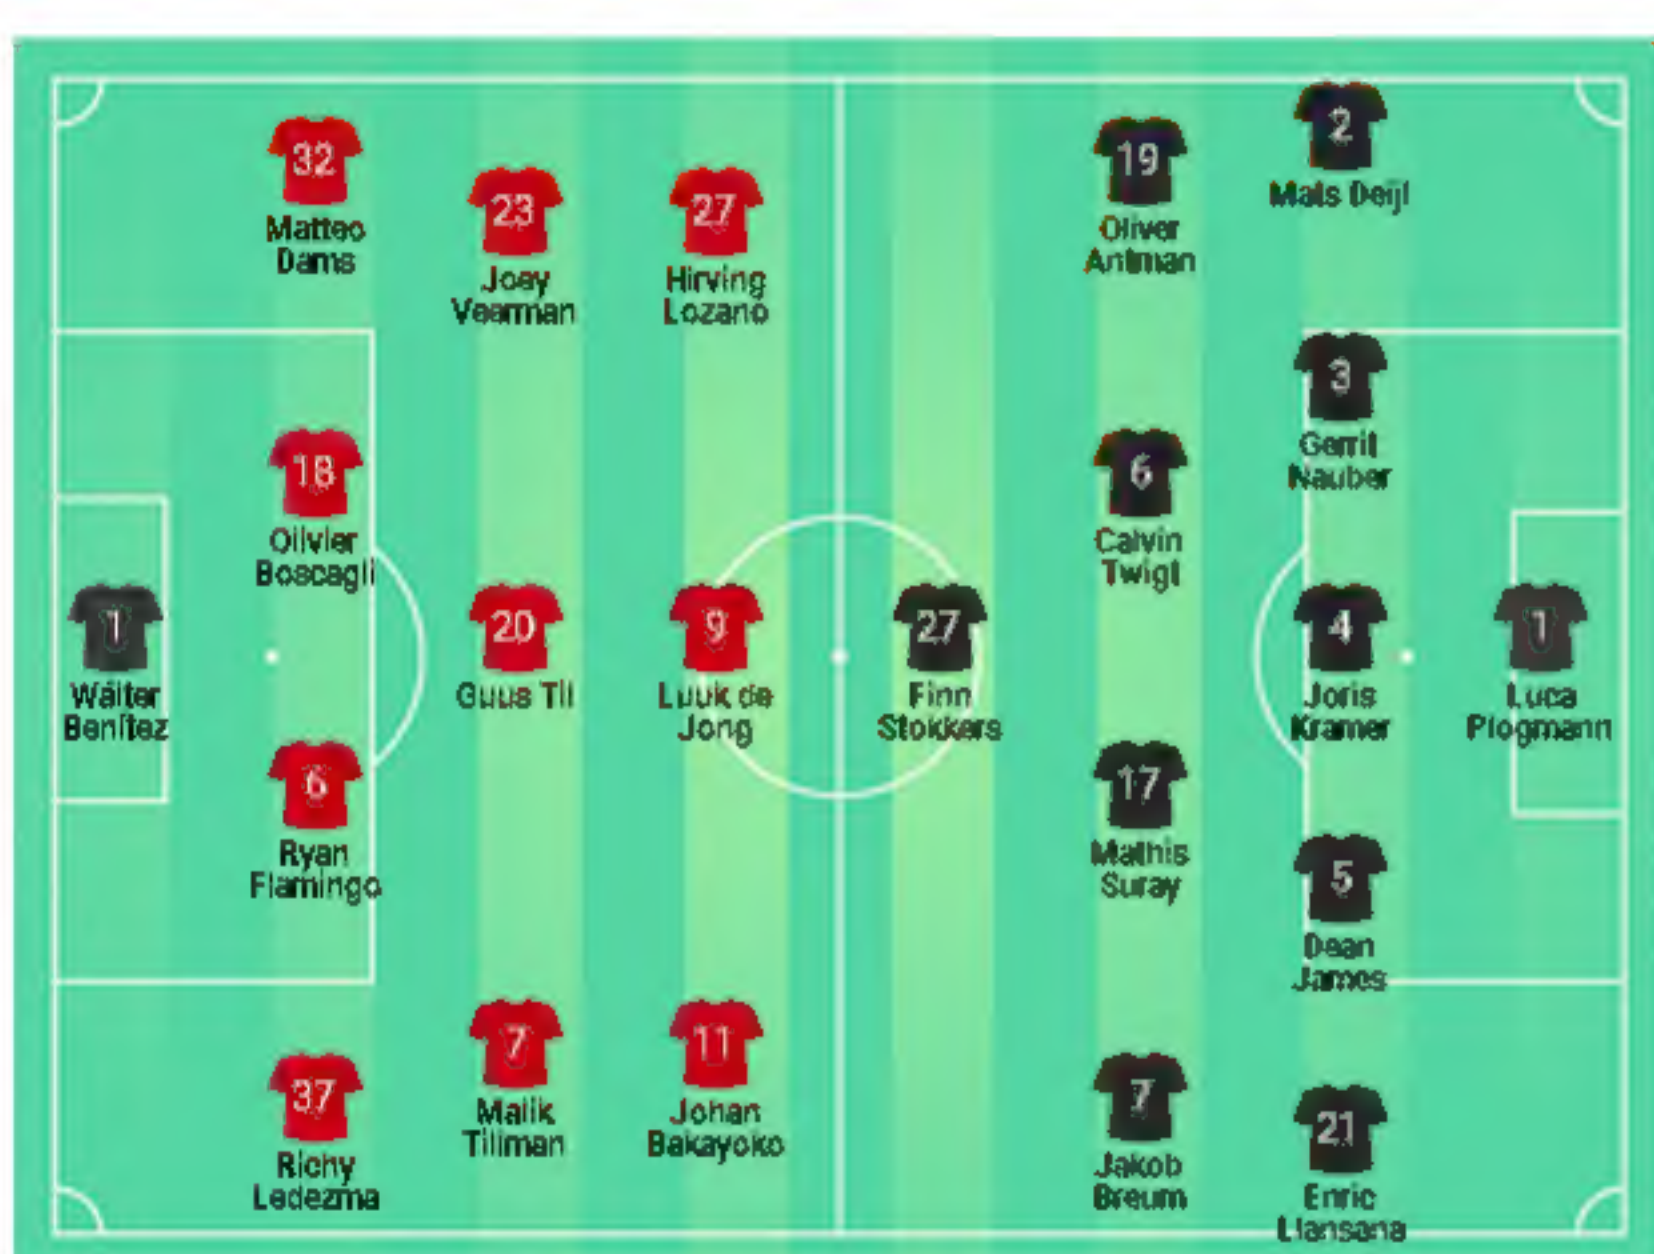 32
Matteo
Dams
18
Olivier
Boscagli
1
Wálter
Benítez
6
Ryan
Flamingo
37
Richy
Ledezma
23
Joey
Veerman
20
Guus Til
7
Malik
Tillman
27
Hirving
Lozano
9
Luuk de
Jong
11
Johan
Bakayoko
27
Finn
Stokkers
19
Oliver
Antman
6
Calvin
Twigt
17
Mathis
Suray
7
Jakob
Breum
2
Mats Deijl
3
Gerrit
Nauber
4
Joris
Kramer
5
Dean
James
21
Enric
Llansana
1
Luca
Plogmann